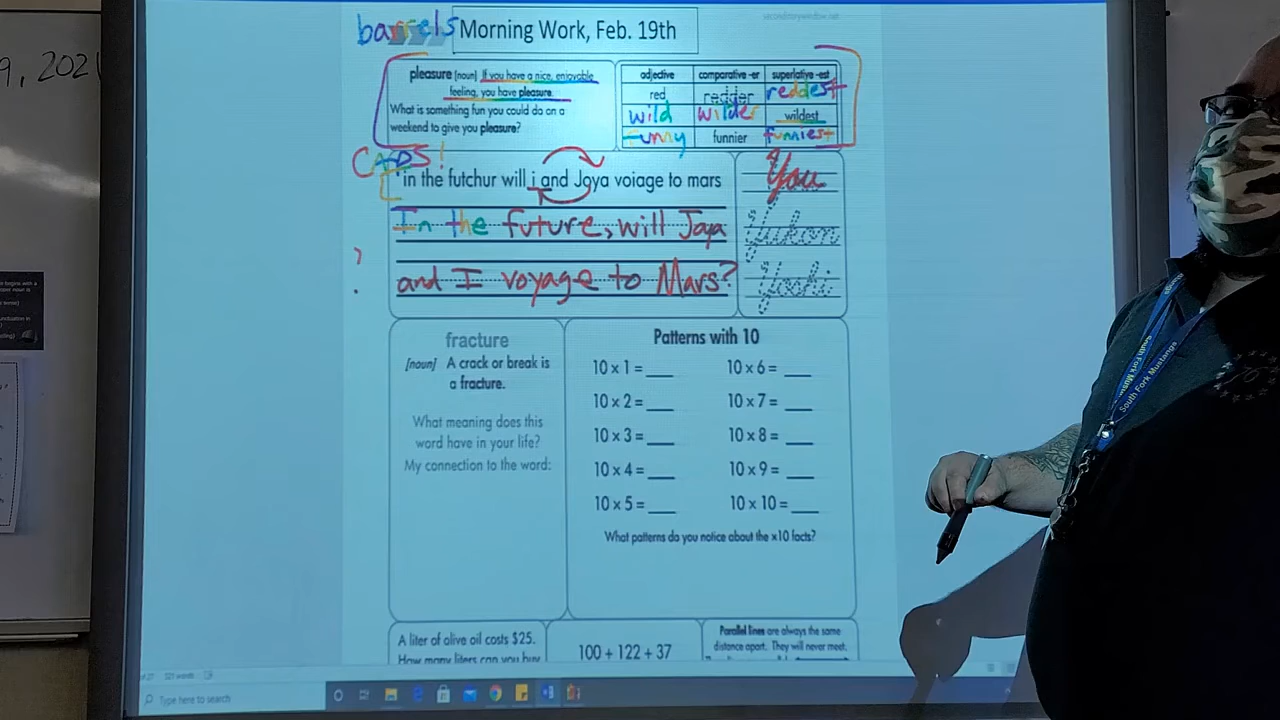 barrels Morning Work, Feb. 19th
pleasure [noun] If you have a nice, enjoyable
feeling, you have pleasure.
What is something fun you could do on a
weekend to give you pleasure?
adjective comparative -er superlative -est
red redder reddest
wild wilder wildest
funny funnier funniest
CAPS!
in the futchur will i and Joya voiage to mars
In the future, will Joya
and I voyage to Mars?
?
.
You
Yukon
Yoshi
fracture
[noun] A crack or break is
a fracture.
What meaning does this
word have in your life?
My connection to the word:
Patterns with 10
10 x 1 = ___ 10 x 6 = ___
10 x 2 = ___ 10 x 7 = ___
10 x 3 = ___ 10 x 8 = ___
10 x 4 = ___ 10 x 9 = ___
10 x 5 = ___ 10 x 10 = ___
What patterns do you notice about the x10 facts?
A liter of olive oil costs $25.
How many liters can you buy
100 + 122 + 37
Parallel lines are always the same
distance apart. They will never meet.
Type here to search
South Fork Mustangs